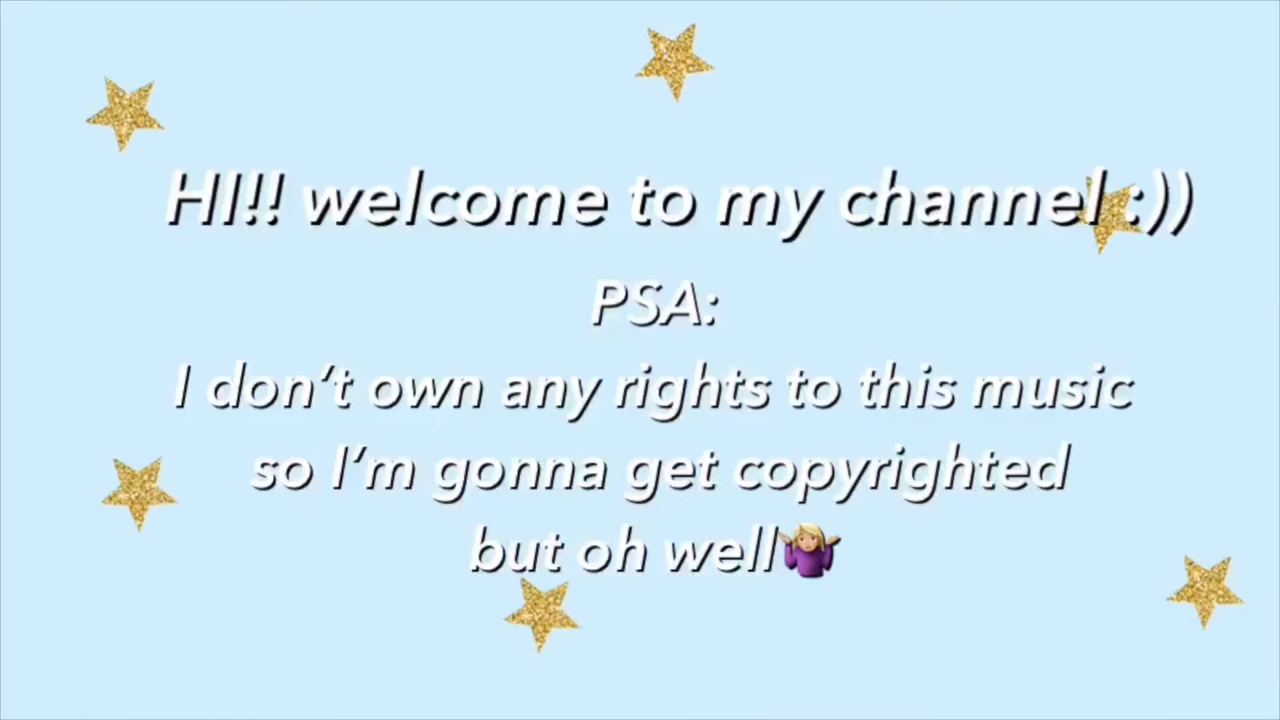 HI!! welcome to my channel :))
PSA:
I don’t own any rights to this music
so I’m gonna get copyrighted
but oh well🤷🏼‍♀️